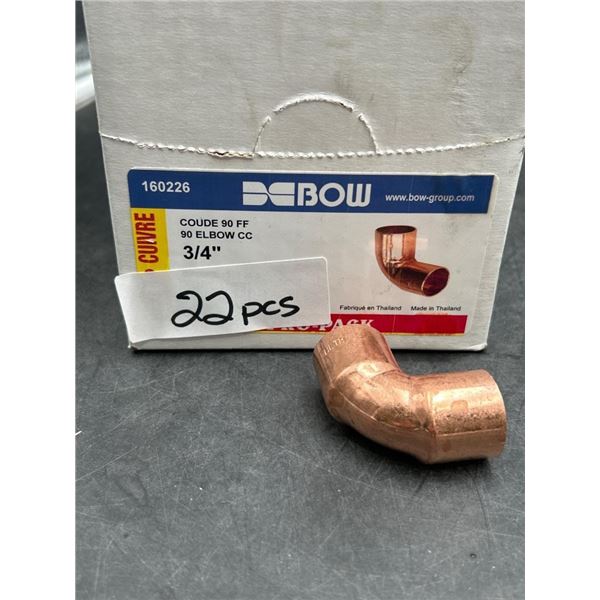 160226
BOW
www.bow-group.com
CUIVRE
COUDE 90 FF
90 ELBOW CC
3/4"
22 pcs
Fabriqué en Thailand Made in Thailand